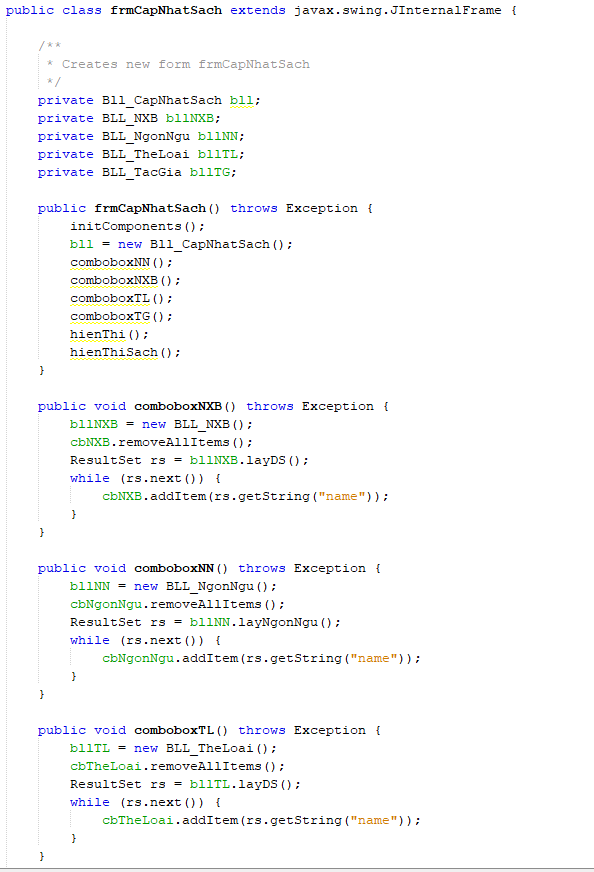 public class frmCapNhatSach extends javax.swing.JInternalFrame {
/**
* Creates new form frmCapNhatSach
*/
private Bll_CapNhatSach bll;
private BLL_NXB bllNXB;
private BLL_NgonNgu bllNN;
private BLL_TheLoai bllTL;
private BLL_TacGia bllTG;
public frmCapNhatSach() throws Exception {
initComponents();
bll = new Bll_CapNhatSach();
comboboxNN();
comboboxNXB();
comboboxTL();
comboboxTG();
hienThi();
hienThiSach();
}
public void comboboxNXB() throws Exception {
bllNXB = new BLL_NXB();
cbNXB.removeAllItems();
ResultSet rs = bllNXB.layDS();
while (rs.next()) {
cbNXB.addItem(rs.getString("name"));
}
}
public void comboboxNN() throws Exception {
bllNN = new BLL_NgonNgu();
cbNgonNgu.removeAllItems();
ResultSet rs = bllNN.layNgonNgu();
while (rs.next()) {
cbNgonNgu.addItem(rs.getString("name"));
}
}
public void comboboxTL() throws Exception {
bllTL = new BLL_TheLoai();
cbTheLoai.removeAllItems();
ResultSet rs = bllTL.layDS();
while (rs.next()) {
cbTheLoai.addItem(rs.getString("name"));
}
}